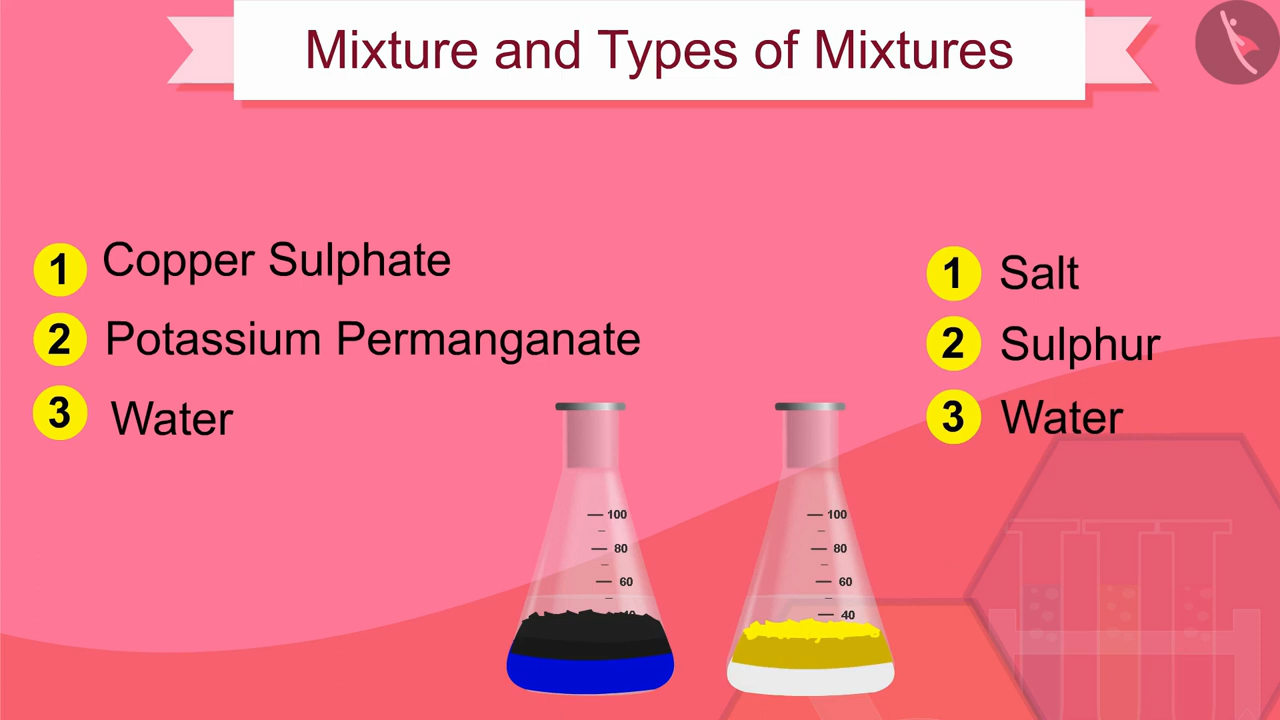 Mixture and Types of Mixtures
1 Copper Sulphate
2 Potassium Permanganate
3 Water
1 Salt
2 Sulphur
3 Water
100
80
60
40
100
80
60
40